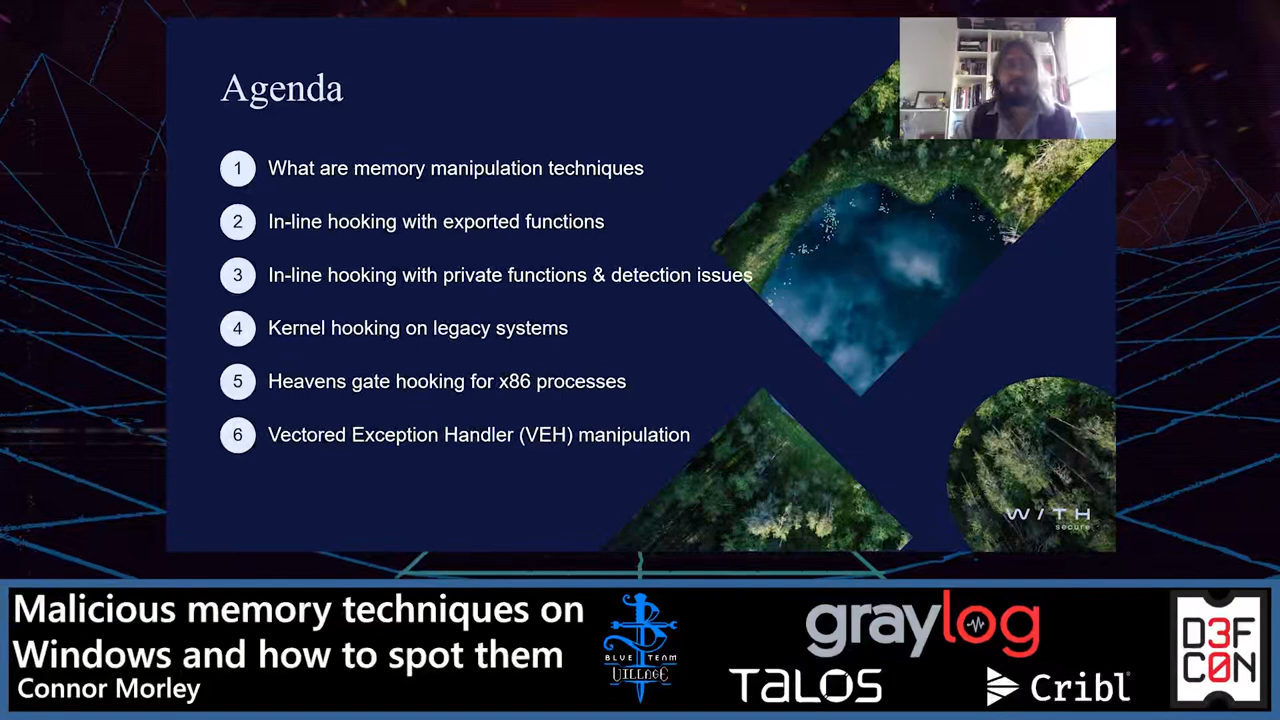 Agenda
1 What are memory manipulation techniques
2 In-line hooking with exported functions
3 In-line hooking with private functions & detection issues
4 Kernel hooking on legacy systems
5 Heavens gate hooking for x86 processes
6 Vectored Exception Handler (VEH) manipulation
W / T H
secure
Malicious memory techniques on
Windows and how to spot them
Connor Morley
BLUE TEAM
VILLAGE
graylog
TALOS
Cribl
D3F
C0N